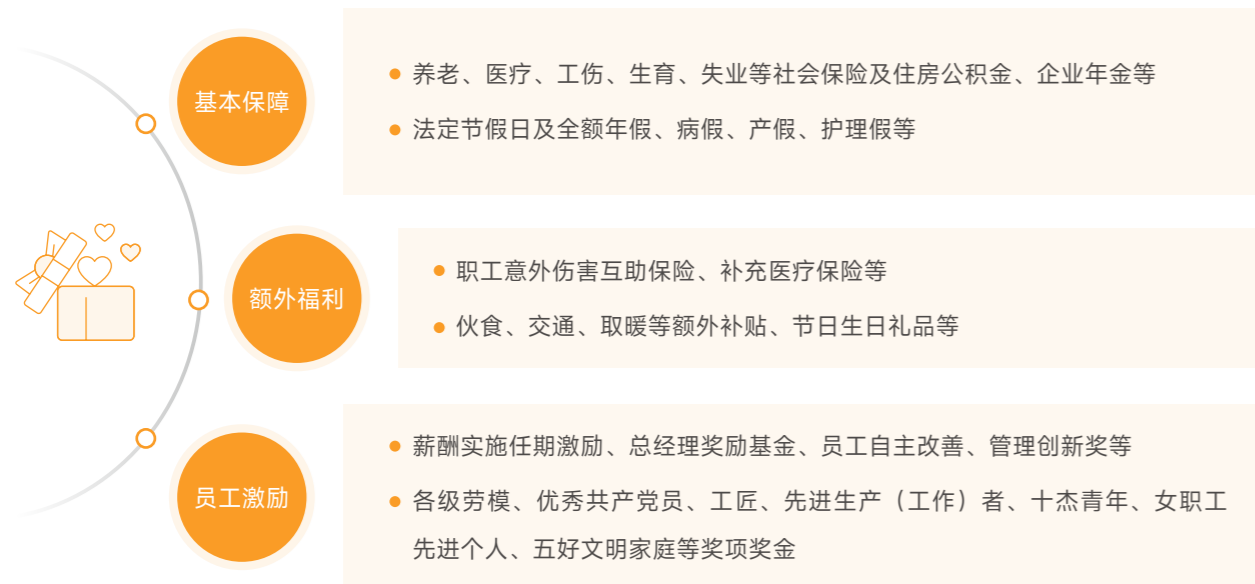 基本保障
养老、医疗、工伤、生育、失业等社会保险及住房公积金、企业年金等
法定节假日及全额年假、病假、产假、护理假等
额外福利
职工意外伤害互助保险、补充医疗保险等
伙食、交通、取暖等额外补贴、节日生日礼品等
员工激励
薪酬实施任期激励、总经理奖励基金、员工自主改善、管理创新奖等
各级劳模、优秀共产党员、工匠、先进生产（工作）者、十杰青年、女职工
先进个人、五好文明家庭等奖项奖金